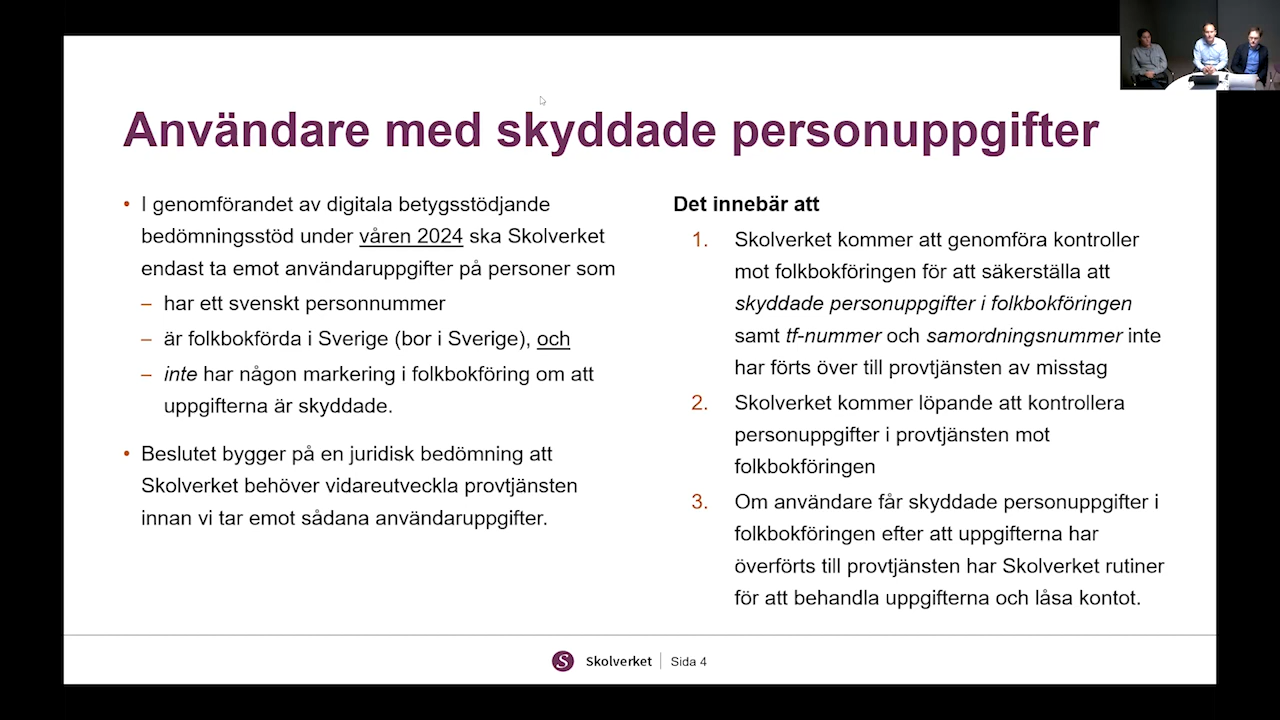 Användare med skyddade personuppgifter
• I genomförandet av digitala betygsstödjande
bedömningsstöd under våren 2024 ska Skolverket
endast ta emot användaruppgifter på personer som
– har ett svenskt personnummer
– är folkbokförda i Sverige (bor i Sverige), och
– inte har någon markering i folkbokföring om att
uppgifterna är skyddade.
• Beslutet bygger på en juridisk bedömning att
Skolverket behöver vidareutveckla provtjänsten
innan vi tar emot sådana användaruppgifter.
Det innebär att
1. Skolverket kommer att genomföra kontroller
mot folkbokföringen för att säkerställa att
skyddade personuppgifter i folkbokföringen
samt tf-nummer och samordningsnummer inte
har förts över till provtjänsten av misstag
2. Skolverket kommer löpande att kontrollera
personuppgifter i provtjänsten mot
folkbokföringen
3. Om användare får skyddade personuppgifter i
folkbokföringen efter att uppgifterna har
överförts till provtjänsten har Skolverket rutiner
för att behandla uppgifterna och låsa kontot.
S Skolverket | Sida 4